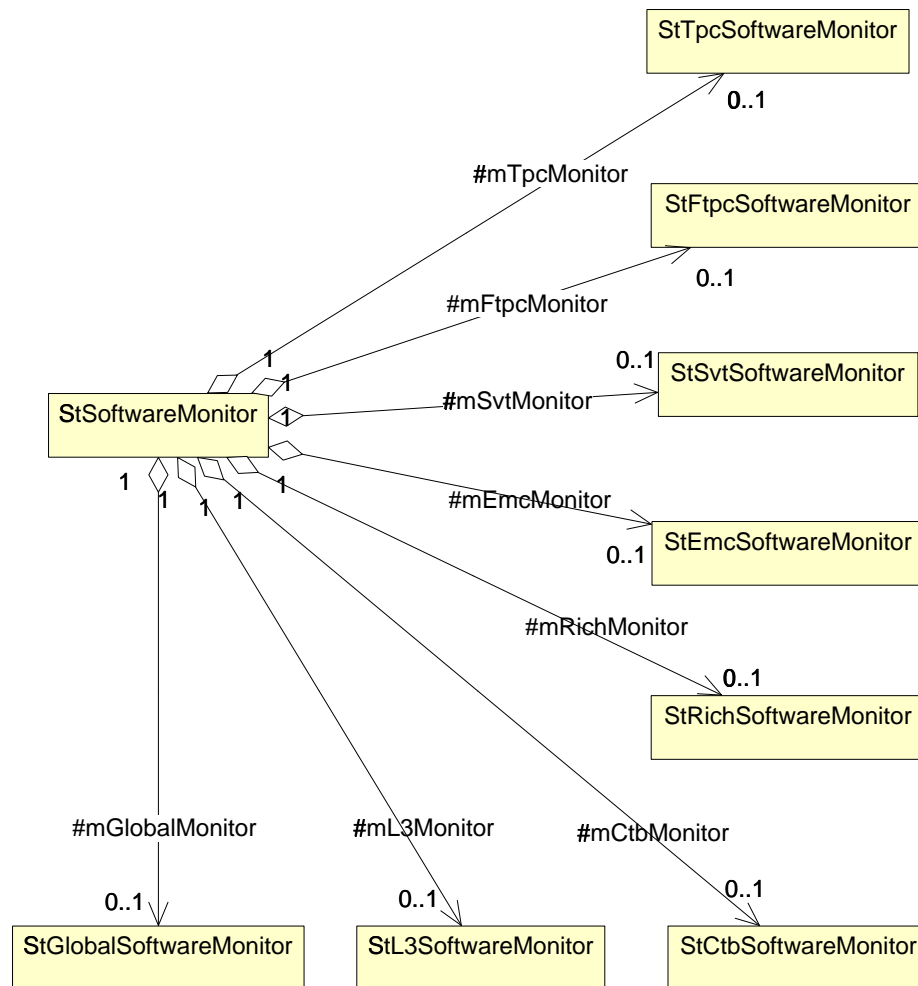 StTpcSoftwareMonitor
0..1
#mTpcMonitor
StFtpcSoftwareMonitor
0..1
#mFtpcMonitor
1
0..1
StSvtSoftwareMonitor
1
#mSvtMonitor
StSoftwareMonitor
1
1
1
1
1
1
#mEmcMonitor
0..1
StEmcSoftwareMonitor
#mRichMonitor
0..1
StRichSoftwareMonitor
#mGlobalMonitor
#mL3Monitor
#mCtbMonitor
0..1
0..1
0..1
StGlobalSoftwareMonitor
StL3SoftwareMonitor
StCtbSoftwareMonitor